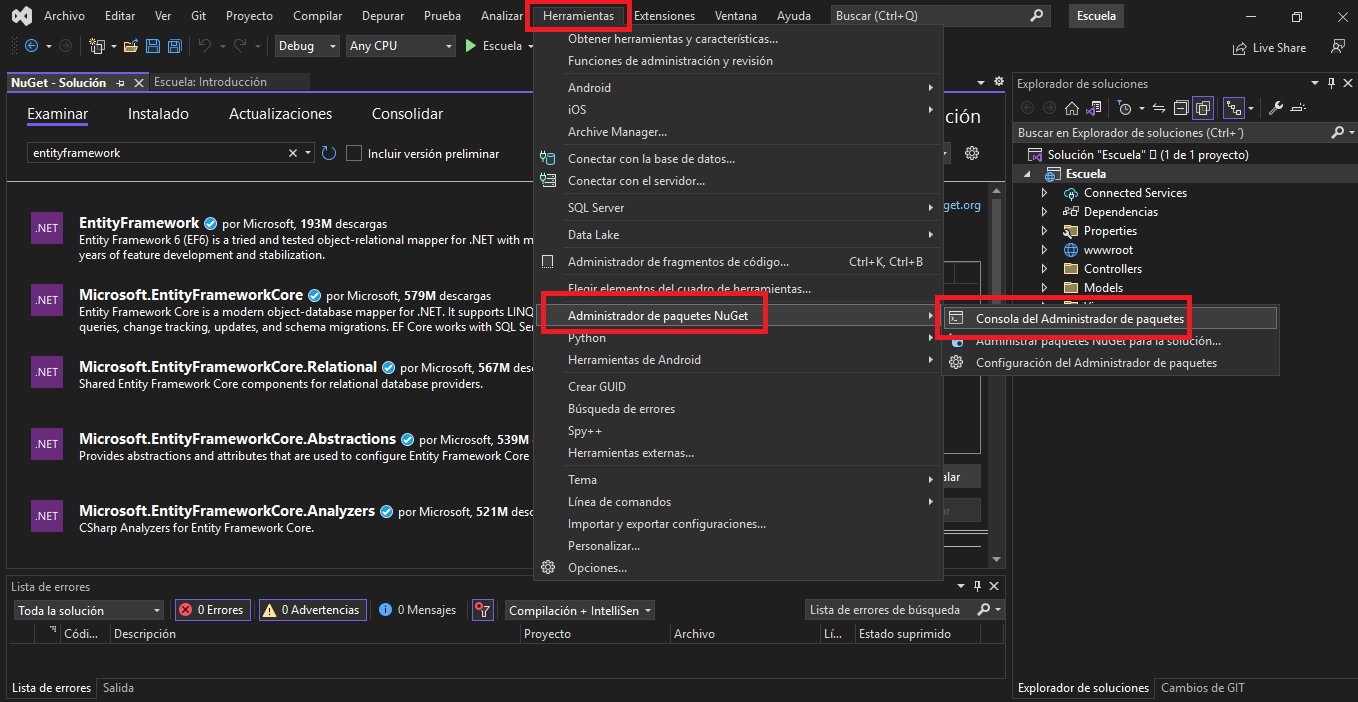 Archivo Editar Ver Git Proyecto Compilar Depurar Prueba Analizar Herramientas Extensiones Ventana Ayuda Buscar (Ctrl+Q) Escuela
Debug Any CPU Escuela Live Share
NuGet - Solución Escuela: Introducción
Examinar Instalado Actualizaciones Consolidar ción
entityframework Incluir versión preliminar
.NET EntityFramework por Microsoft, 193M descargas
Entity Framework 6 (EF6) is a tried and tested object-relational mapper for .NET with m
years of feature development and stabilization.
.NET Microsoft.EntityFrameworkCore por Microsoft, 579M descargas
Entity Framework Core is a modern object-database mapper for .NET. It supports LINQ
queries, change tracking, updates, and schema migrations. EF Core works with SQL Ser
.NET Microsoft.EntityFrameworkCore.Relational por Microsoft, 567M desc
Shared Entity Framework Core components for relational database providers.
.NET Microsoft.EntityFrameworkCore.Abstractions por Microsoft, 539M
Provides abstractions and attributes that are used to configure Entity Framework Core
.NET Microsoft.EntityFrameworkCore.Analyzers por Microsoft, 521M desc
CSharp Analyzers for Entity Framework Core.
get.org
alar
Obtener herramientas y características...
Funciones de administración y revisión
Android
iOS
Archive Manager...
Conectar con la base de datos...
Conectar con el servidor...
SQL Server
Data Lake
Administrador de fragmentos de código... Ctrl+K, Ctrl+B
Elegir elementos del cuadro de herramientas...
Administrador de paquetes NuGet
Python
Herramientas de Android
Crear GUID
Búsqueda de errores
Spy++
Herramientas externas...
Tema
Línea de comandos
Importar y exportar configuraciones...
Personalizar...
Opciones...
Consola del Administrador de paquetes
Administrar paquetes NuGet para la solución...
Configuración del Administrador de paquetes
Explorador de soluciones
Buscar en Explorador de soluciones (Ctrl+´)
Solución "Escuela" (1 de 1 proyecto)
Escuela
Connected Services
Dependencias
Properties
wwwroot
Controllers
Models
Lista de errores
Toda la solución 0 Errores 0 Advertencias 0 Mensajes Compilación + IntelliSen Lista de errores de búsqueda
Códi... Descripción Proyecto Archivo Lí... Estado suprimido
Lista de errores Salida
Explorador de soluciones Cambios de GIT